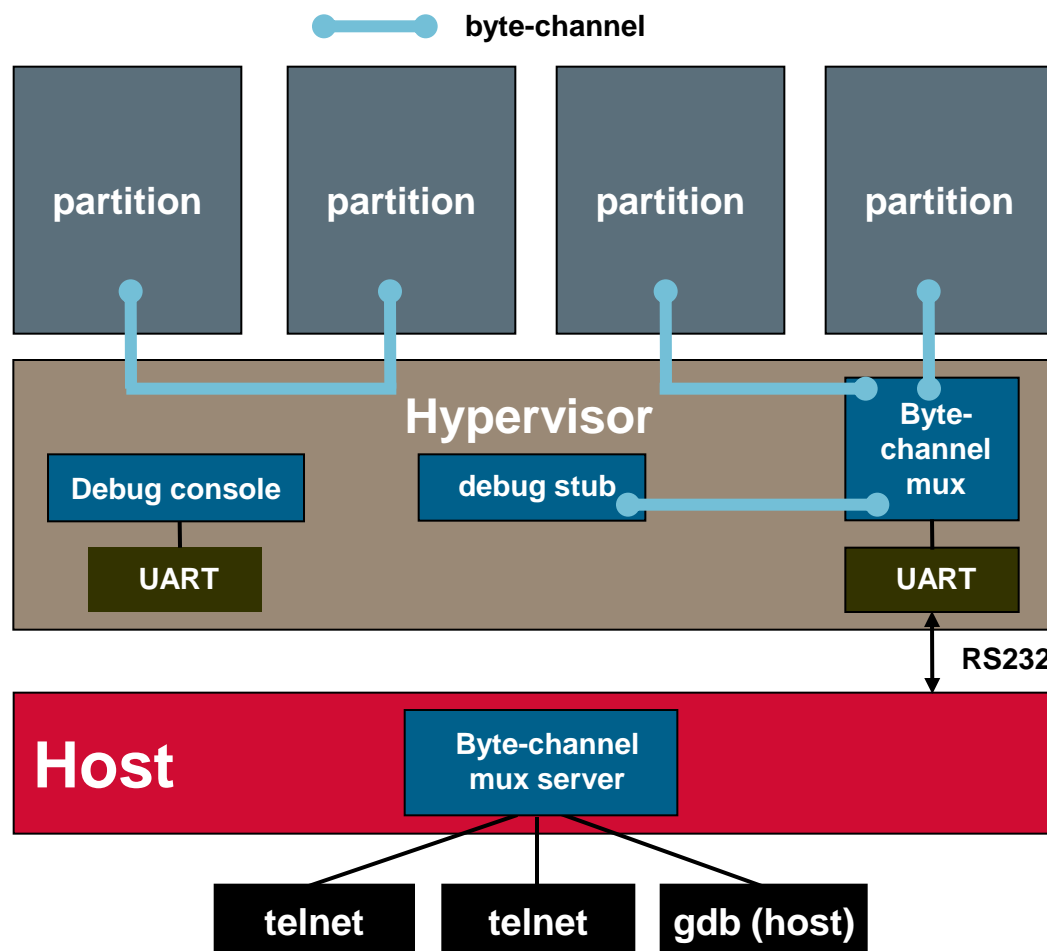 byte-channel
partition
partition
partition
partition
Hypervisor
Byte-
channel
mux
Debug console
debug stub
UART
UART
RS232
Host
Byte-channel
mux server
telnet
telnet
gdb (host)